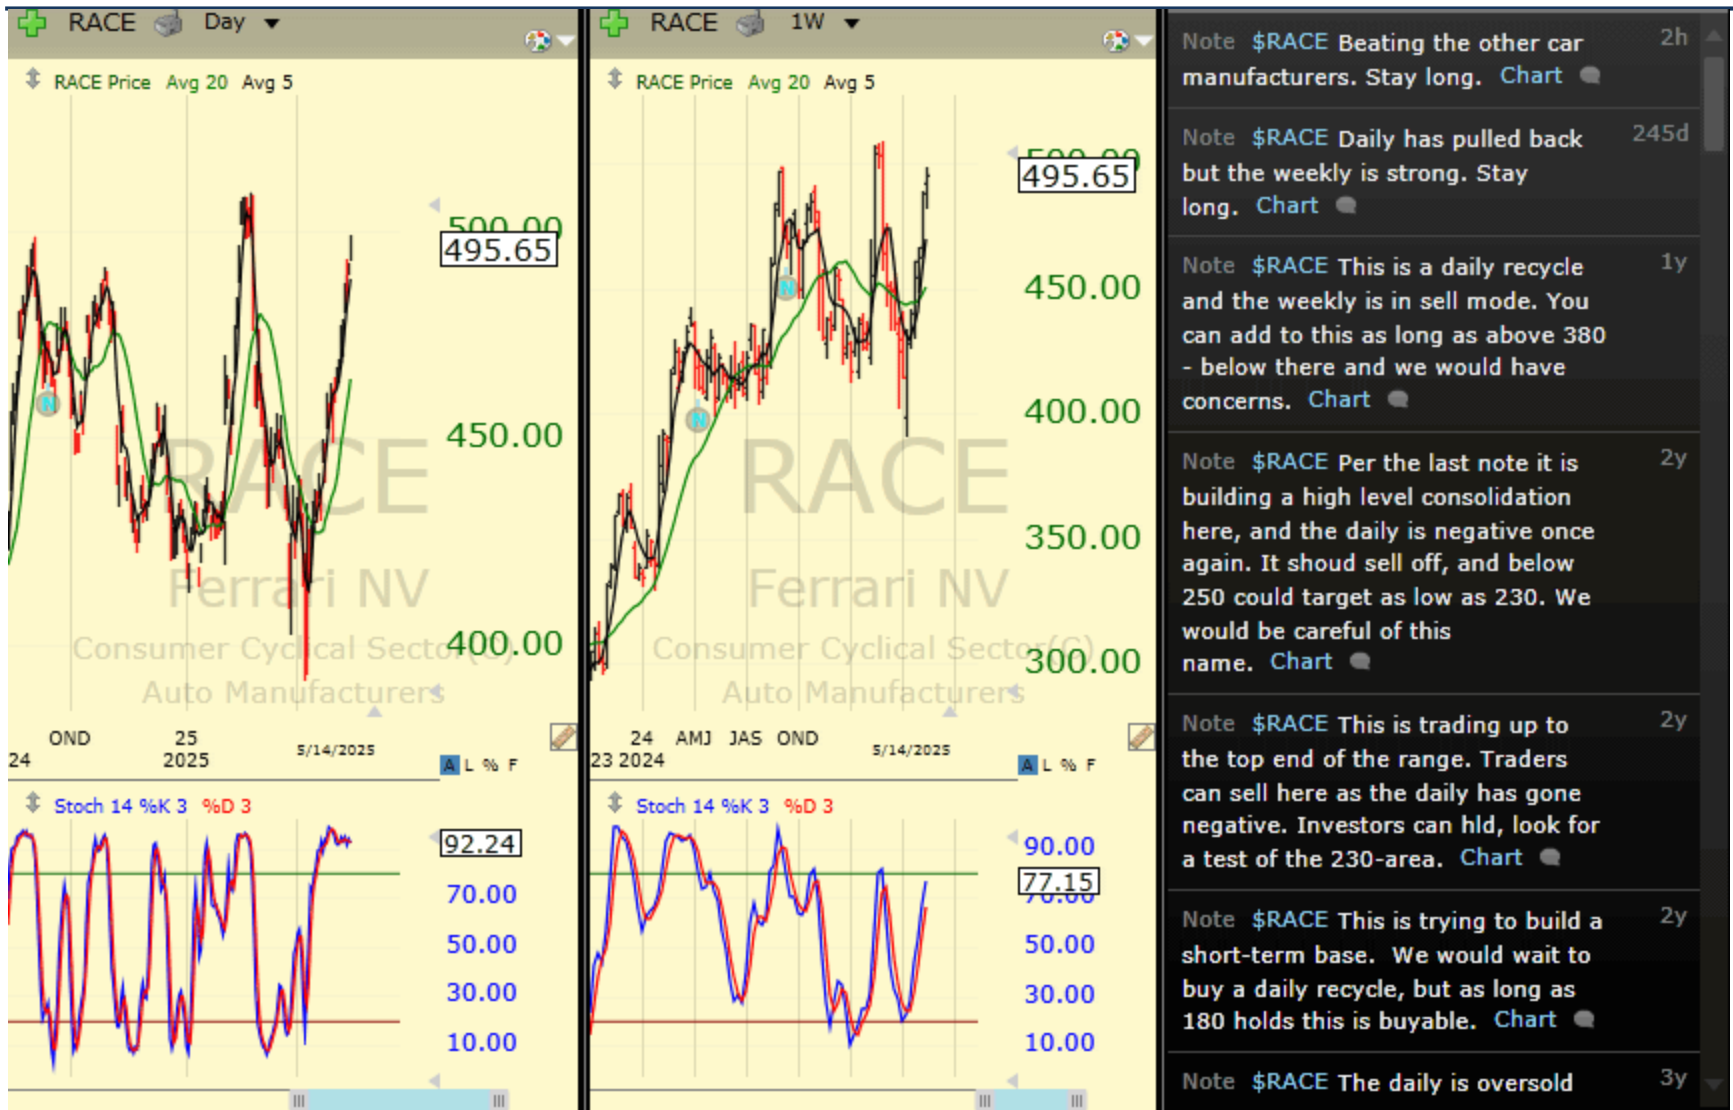 RACE Day
RACE Price Avg 20 Avg 5
500.00
495.65
450.00
400.00
N
RACE
Ferrari NV
Consumer Cyclical Sector(C)
Auto Manufacturers
OND 25 5/14/2025
24 2025
A L % F
Stoch 14 %K 3 %D 3
92.24
70.00
50.00
30.00
10.00
RACE 1W
RACE Price Avg 20 Avg 5
500.00
495.65
450.00
400.00
350.00
300.00
N
N
RACE
Ferrari NV
Consumer Cyclical Sector(C)
Auto Manufacturers
24 AMJ JAS OND 5/14/2025
23 2024
A L % F
Stoch 14 %K 3 %D 3
90.00
77.15
70.00
50.00
30.00
10.00
Note $RACE Beating the other car 2h
manufacturers. Stay long. Chart
Note $RACE Daily has pulled back 245d
but the weekly is strong. Stay
long. Chart
Note $RACE This is a daily recycle 1y
and the weekly is in sell mode. You
can add to this as long as above 380
- below there and we would have
concerns. Chart
Note $RACE Per the last note it is 2y
building a high level consolidation
here, and the daily is negative once
again. It shoud sell off, and below
250 could target as low as 230. We
would be careful of this
name. Chart
Note $RACE This is trading up to 2y
the top end of the range. Traders
can sell here as the daily has gone
negative. Investors can hld, look for
a test of the 230-area. Chart
Note $RACE This is trying to build a 2y
short-term base. We would wait to
buy a daily recycle, but as long as
180 holds this is buyable. Chart
Note $RACE The daily is oversold 3y